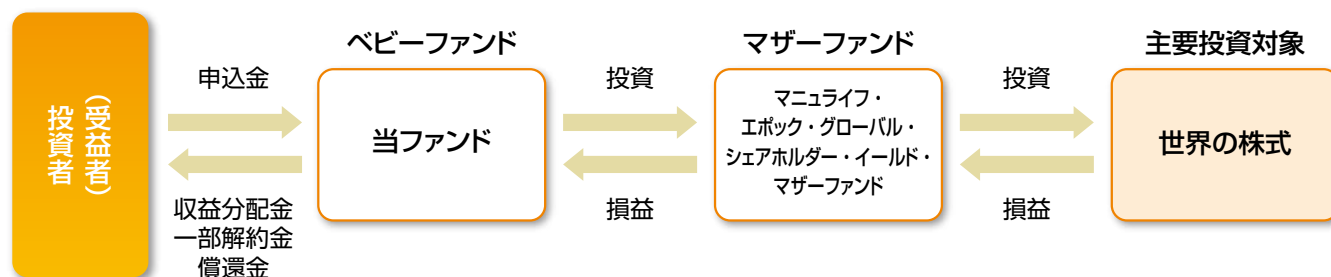 投資者
(受益者)
申込金
収益分配金
一部解約金
償還金
ベビーファンド
当ファンド
投資
損益
マザーファンド
マニュライフ・
エポック・グローバル・
シェアホルダー・イールド・
マザーファンド
投資
損益
主要投資対象
世界の株式